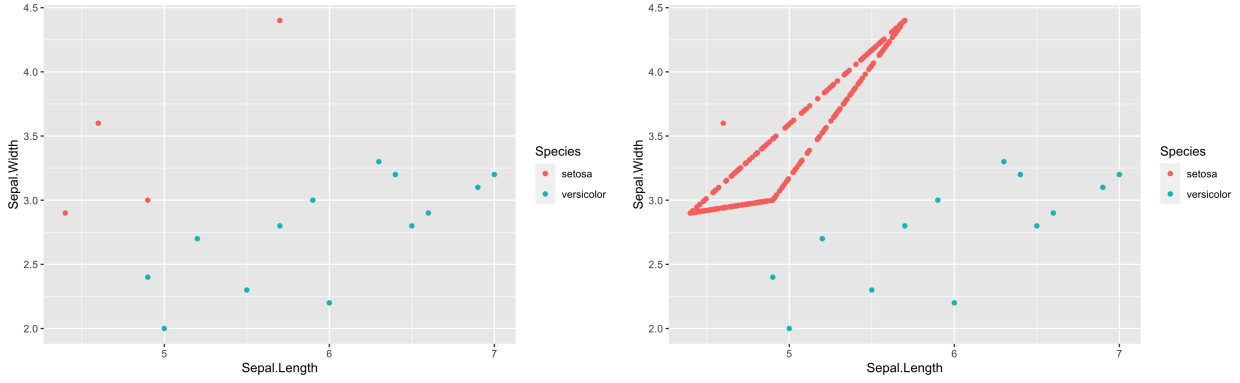 4.5
4.0
3.5
3.0
2.5
2.0
Sepal.Width
5 6 7
Sepal.Length
Species
setosa
versicolor
4.5
4.0
3.5
3.0
2.5
2.0
Sepal.Width
5 6 7
Sepal.Length
Species
setosa
versicolor